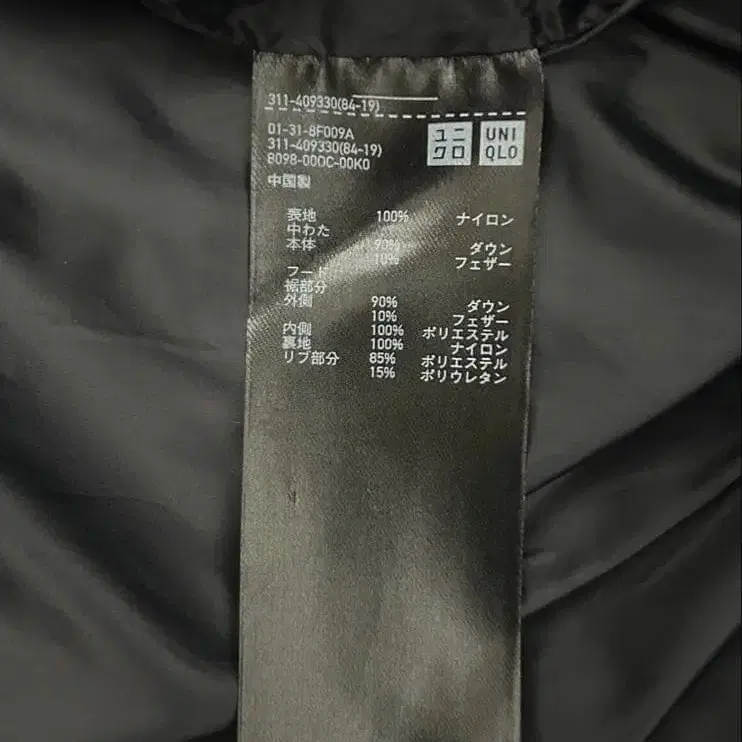 311-409330(84-19)
01-31-8F009A
311-409330(84-19)
8098-000C-00K0
ユニ
クロ
UNI
QLO
中国製
表地 100% ナイロン
中わた
本体 90% ダウン
10% フェザー
フード
裾部分
外側 90% ダウン
10% フェザー
内側 100% ポリエステル
裏地 100% ナイロン
リブ部分 85% ポリエステル
15% ポリウレタン